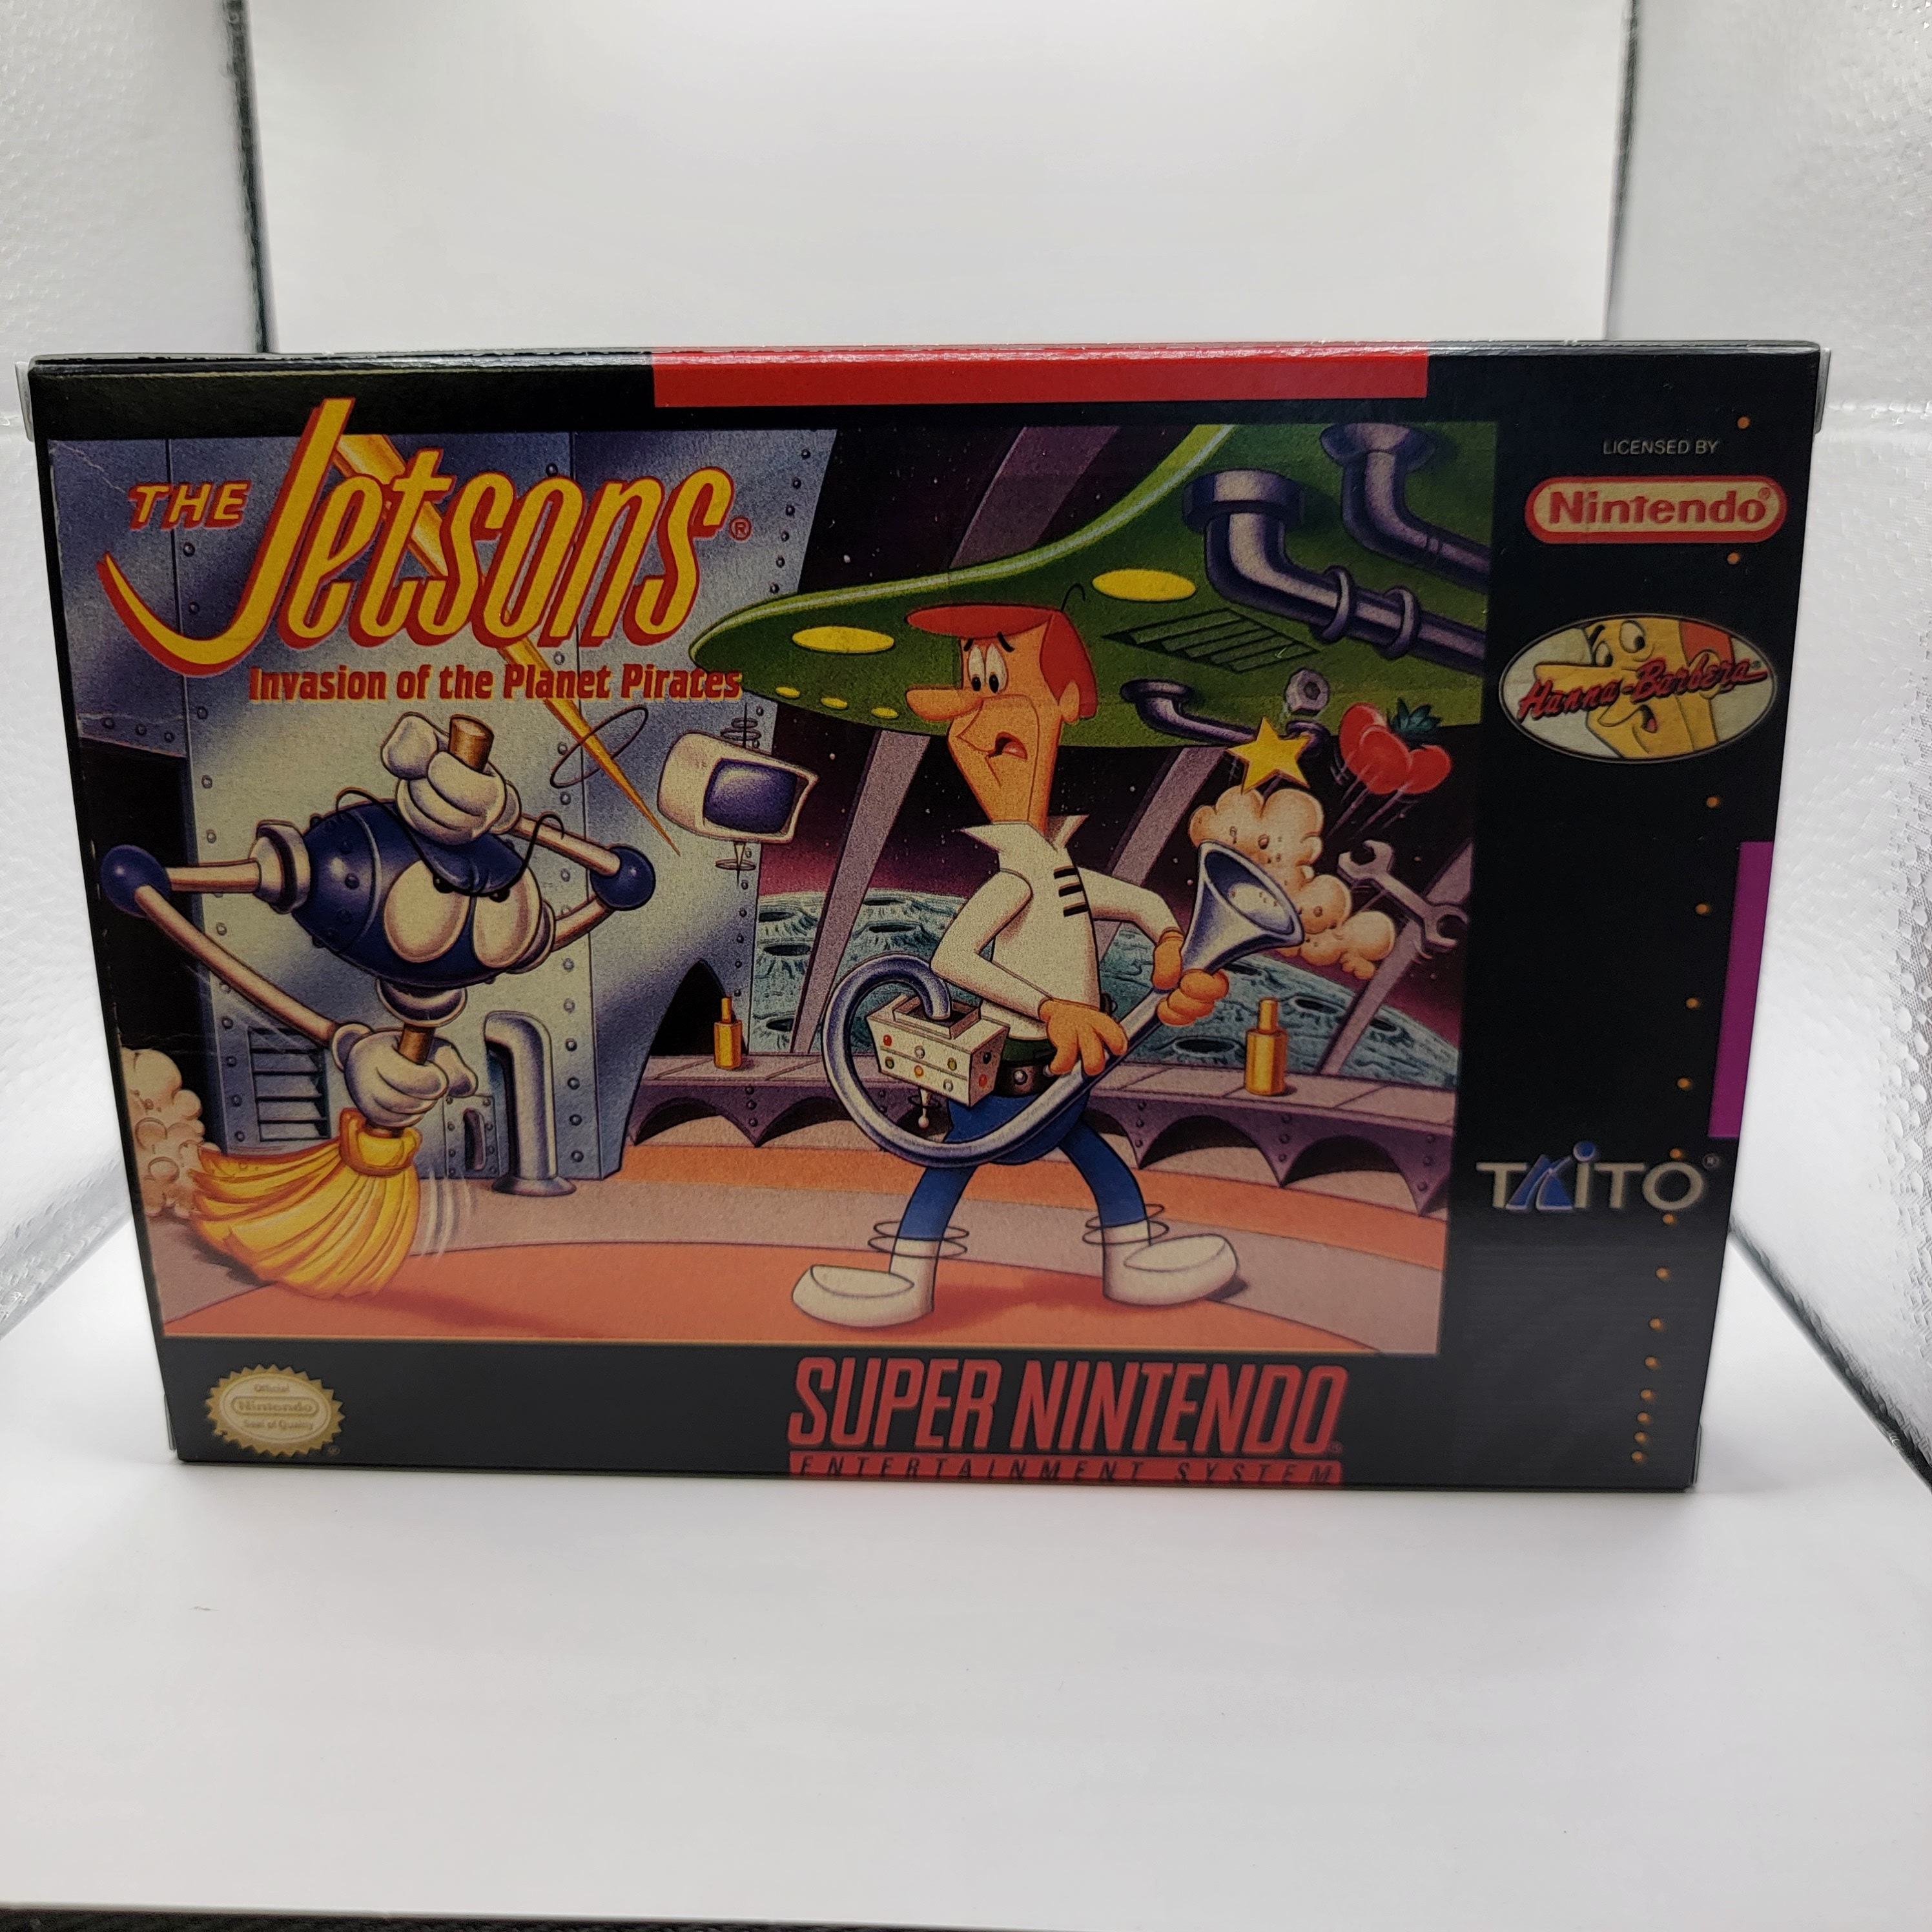 THE Jetsons®
Invasion of the Planet Pirates
LICENSED BY
Nintendo®
Hanna-Barbera®
TAITO®
Official
Nintendo
Seal of Quality
SUPER NINTENDO®
ENTERTAINMENT SYSTEM